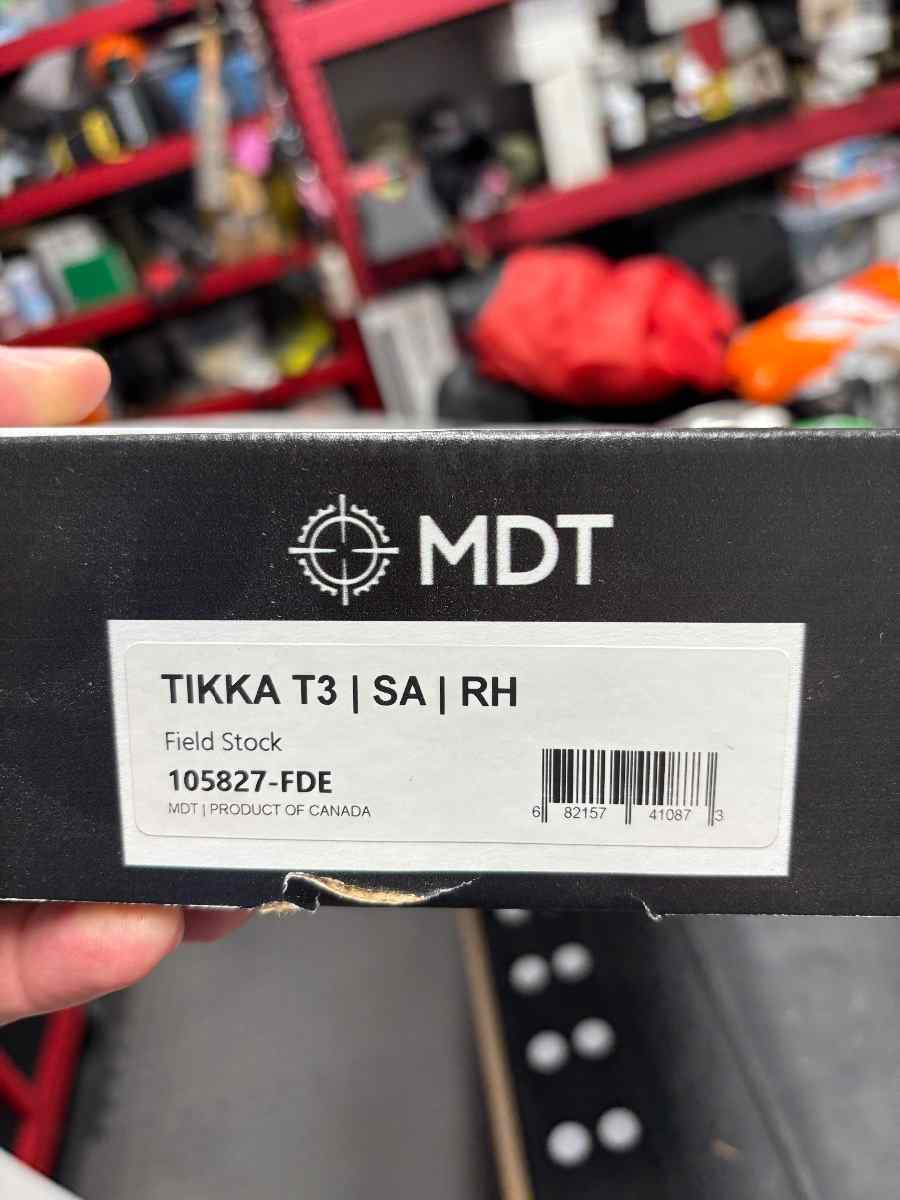 MDT
TIKKA T3 | SA | RH
Field Stock
105827-FDE
MDT | PRODUCT OF CANADA
6 82157 41087 3